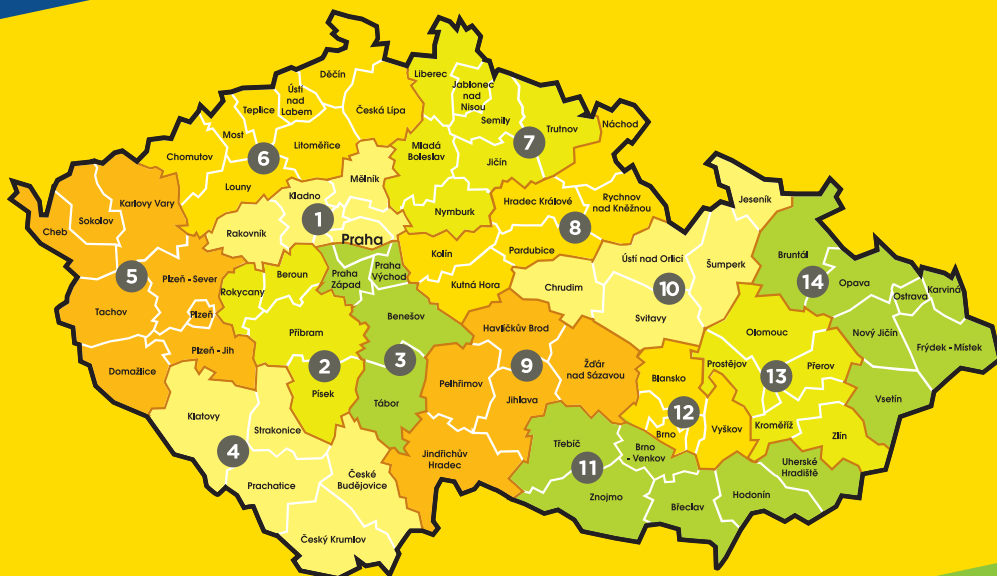 Děčín
Liberec
Ústí
nad
Labem
Jablonec
nad
Nisou
Teplice
Česká Lípa
Semily
Trutnov
Náchod
Most
Litoměřice
Mladá
Boleslav
7
Chomutov
6
Jičín
Mělník
Louny
Kladno
Jeseník
Karlovy Vary
Hradec Králové
Rychnov
nad Kněžnou
Nymburk
Sokolov
1
8
Cheb
Rakovník
Praha
Kolín
Pardubice
Bruntál
Ústí nad Orlicí
Šumperk
5
Plzeň - Sever
Beroun
Praha
Západ
Praha
Východ
Opava
14
Karviná
Rokycany
Kutná Hora
Chrudim
10
Ostrava
Tachov
Plzeň
Benešov
Svitavy
Příbram
Havlíčkův Brod
Olomouc
Nový Jičín
Frýdek - Místek
Plzeň - Jih
3
9
Žďár
nad Sázavou
Prostějov
Přerov
Domažlice
2
Pelhřimov
Blansko
13
Písek
Jihlava
Tábor
12
Vsetín
Klatovy
Strakonice
Brno
Vyškov
Kroměříž
Zlín
4
Jindřichův
Hradec
Třebíč
Brno
- Venkov
Uherské
Hradiště
České
Budějovice
11
Prachatice
Znojmo
Hodonín
Břeclav
Český Krumlov